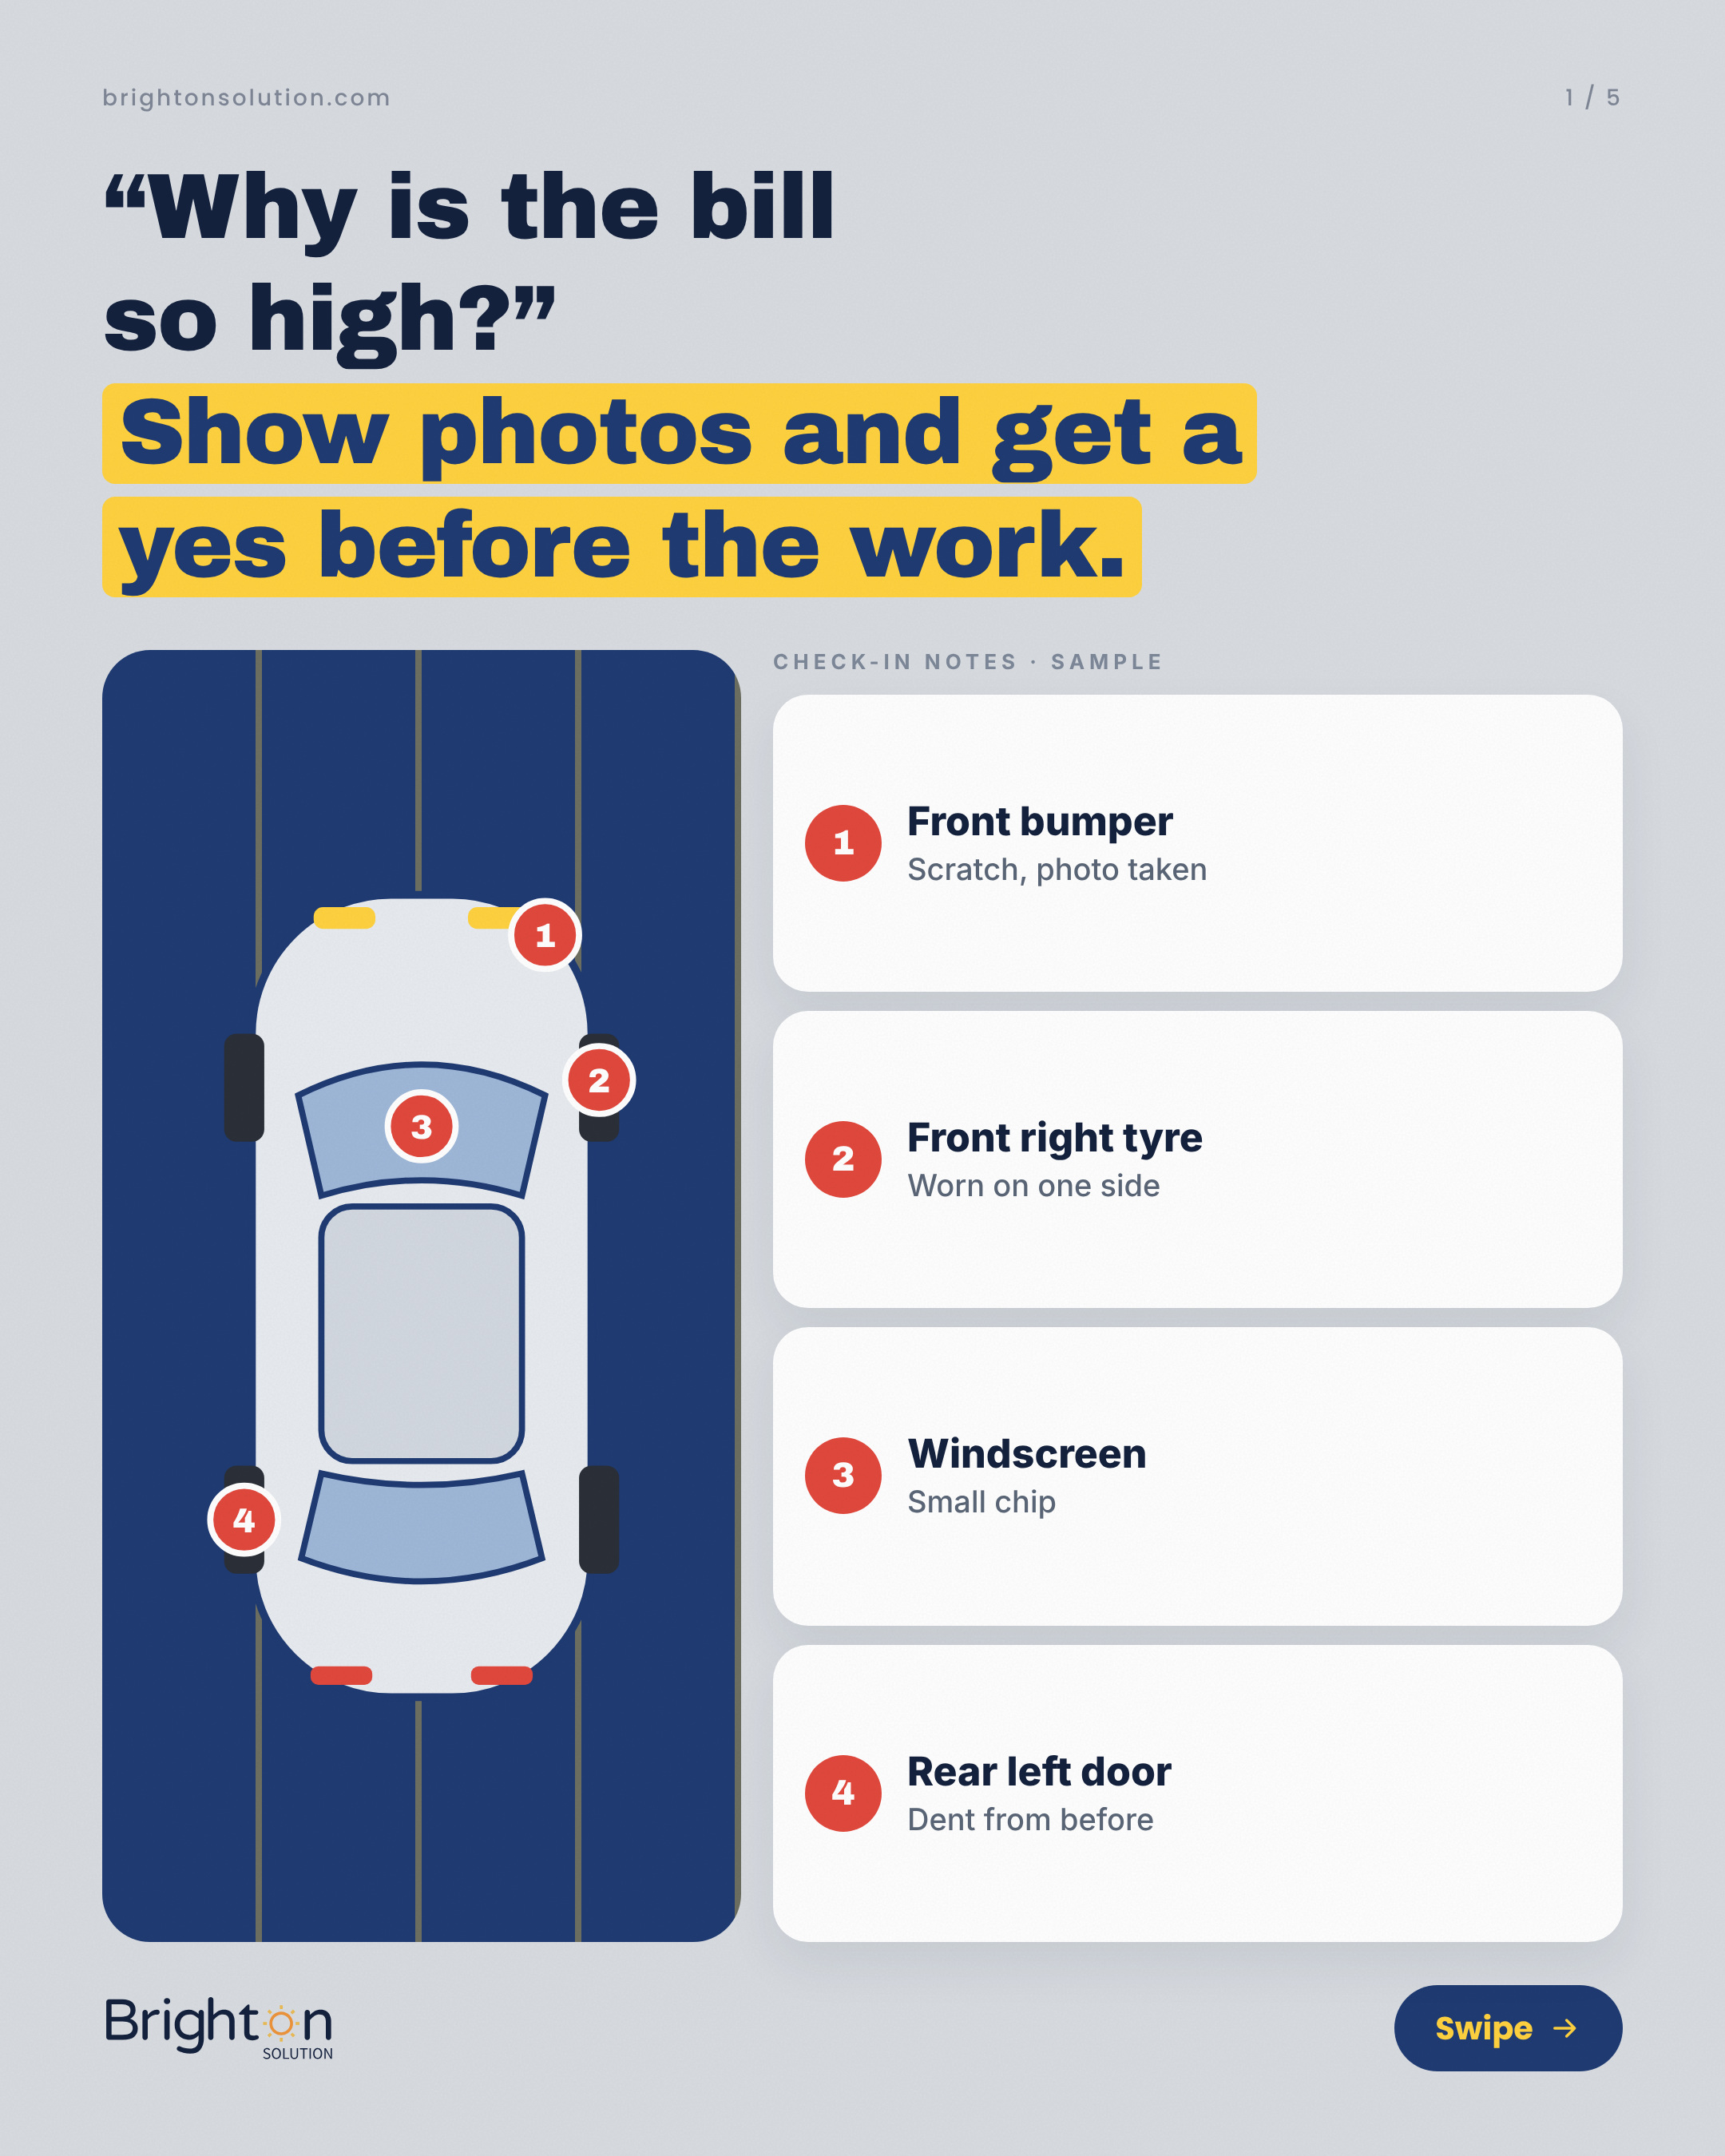 brightonsolution.com
1 / 5
“Why is the bill
so high?”
Show photos and get a
yes before the work.
CHECK-IN NOTES · SAMPLE
1
2
3
4
1
Front bumper
Scratch, photo taken
2
Front right tyre
Worn on one side
3
Windscreen
Small chip
4
Rear left door
Dent from before
Brighton
SOLUTION
Swipe →